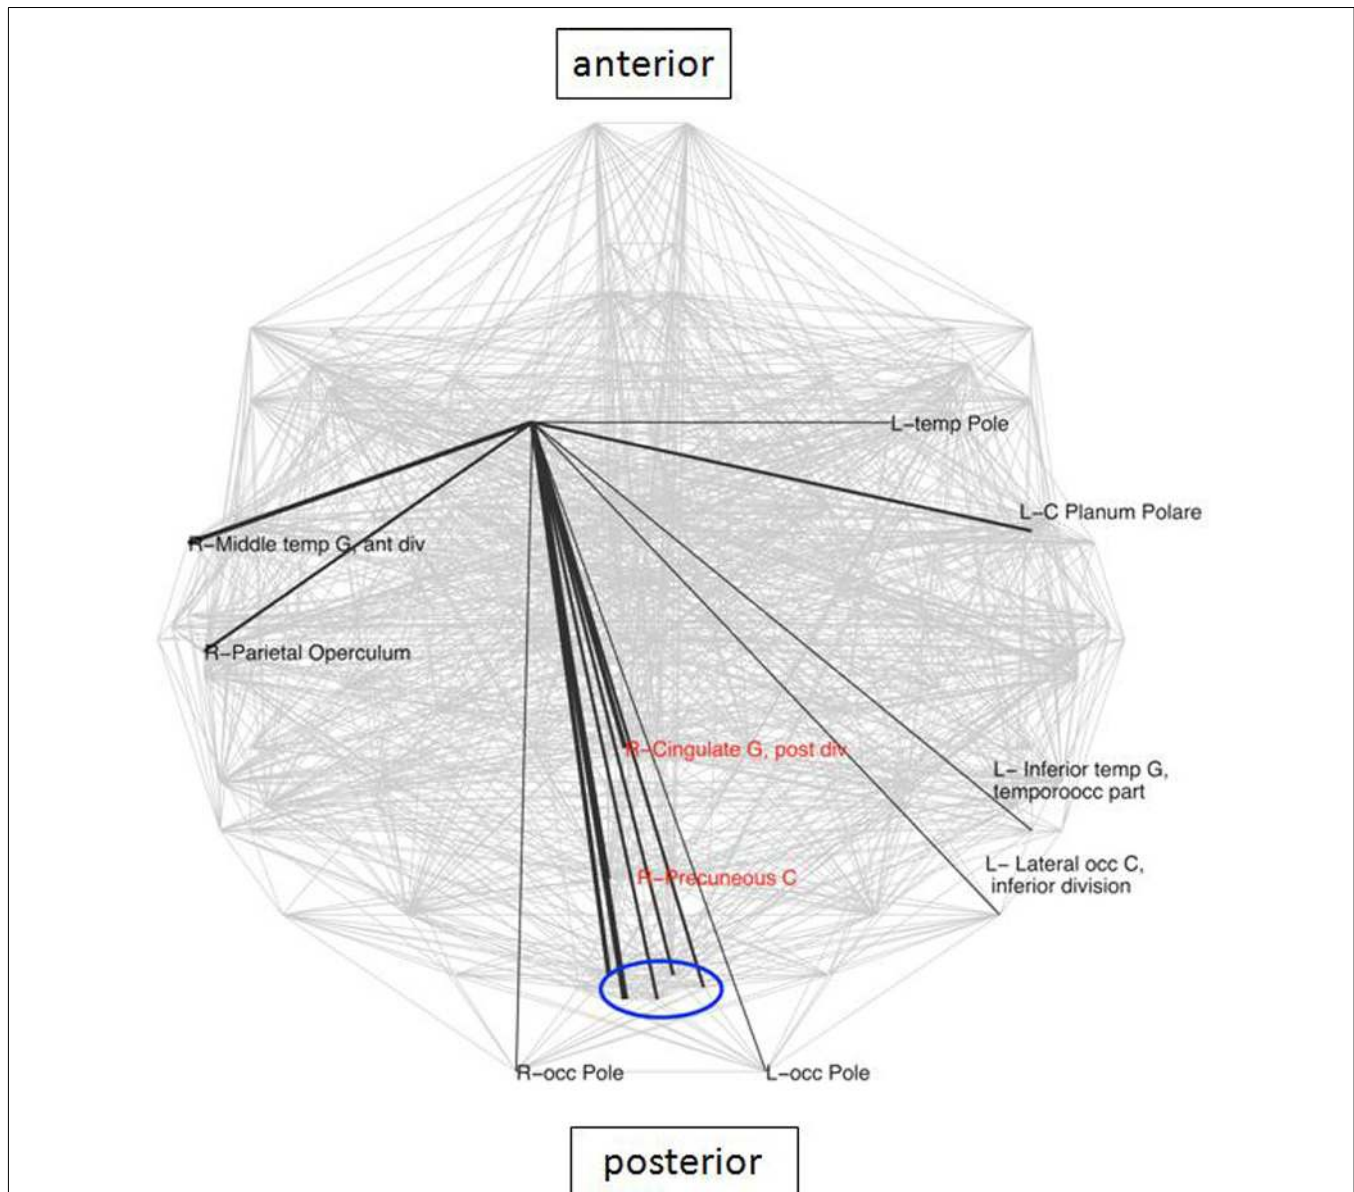 anterior
L-temp Pole
L-C Planum Polare
R-Middle temp G, ant div
R-Parietal Operculum
R-Cingulate G, post div
L- Inferior temp G,
temporoocc part
L- Lateral occ C,
inferior division
R-Precuneous C
R-occ Pole
L-occ Pole
posterior